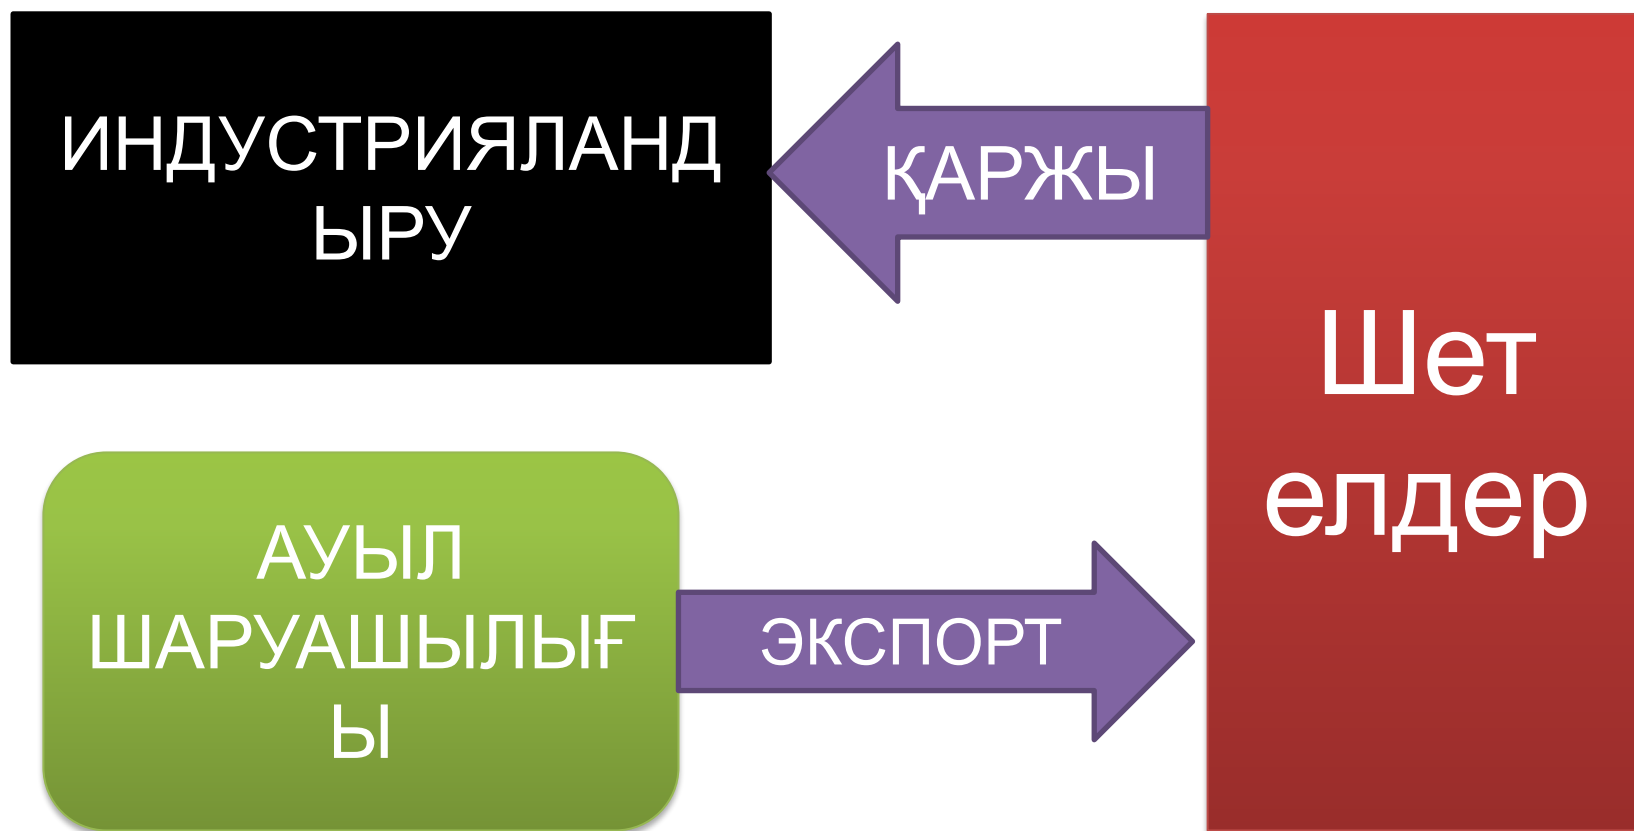 ИНДУСТРИЯЛАНД
ЫРУ
ҚАРЖЫ
Шет
елдер
АУЫЛ
ШАРУАШЫЛЫҒ
Ы
ЭКСПОРТ